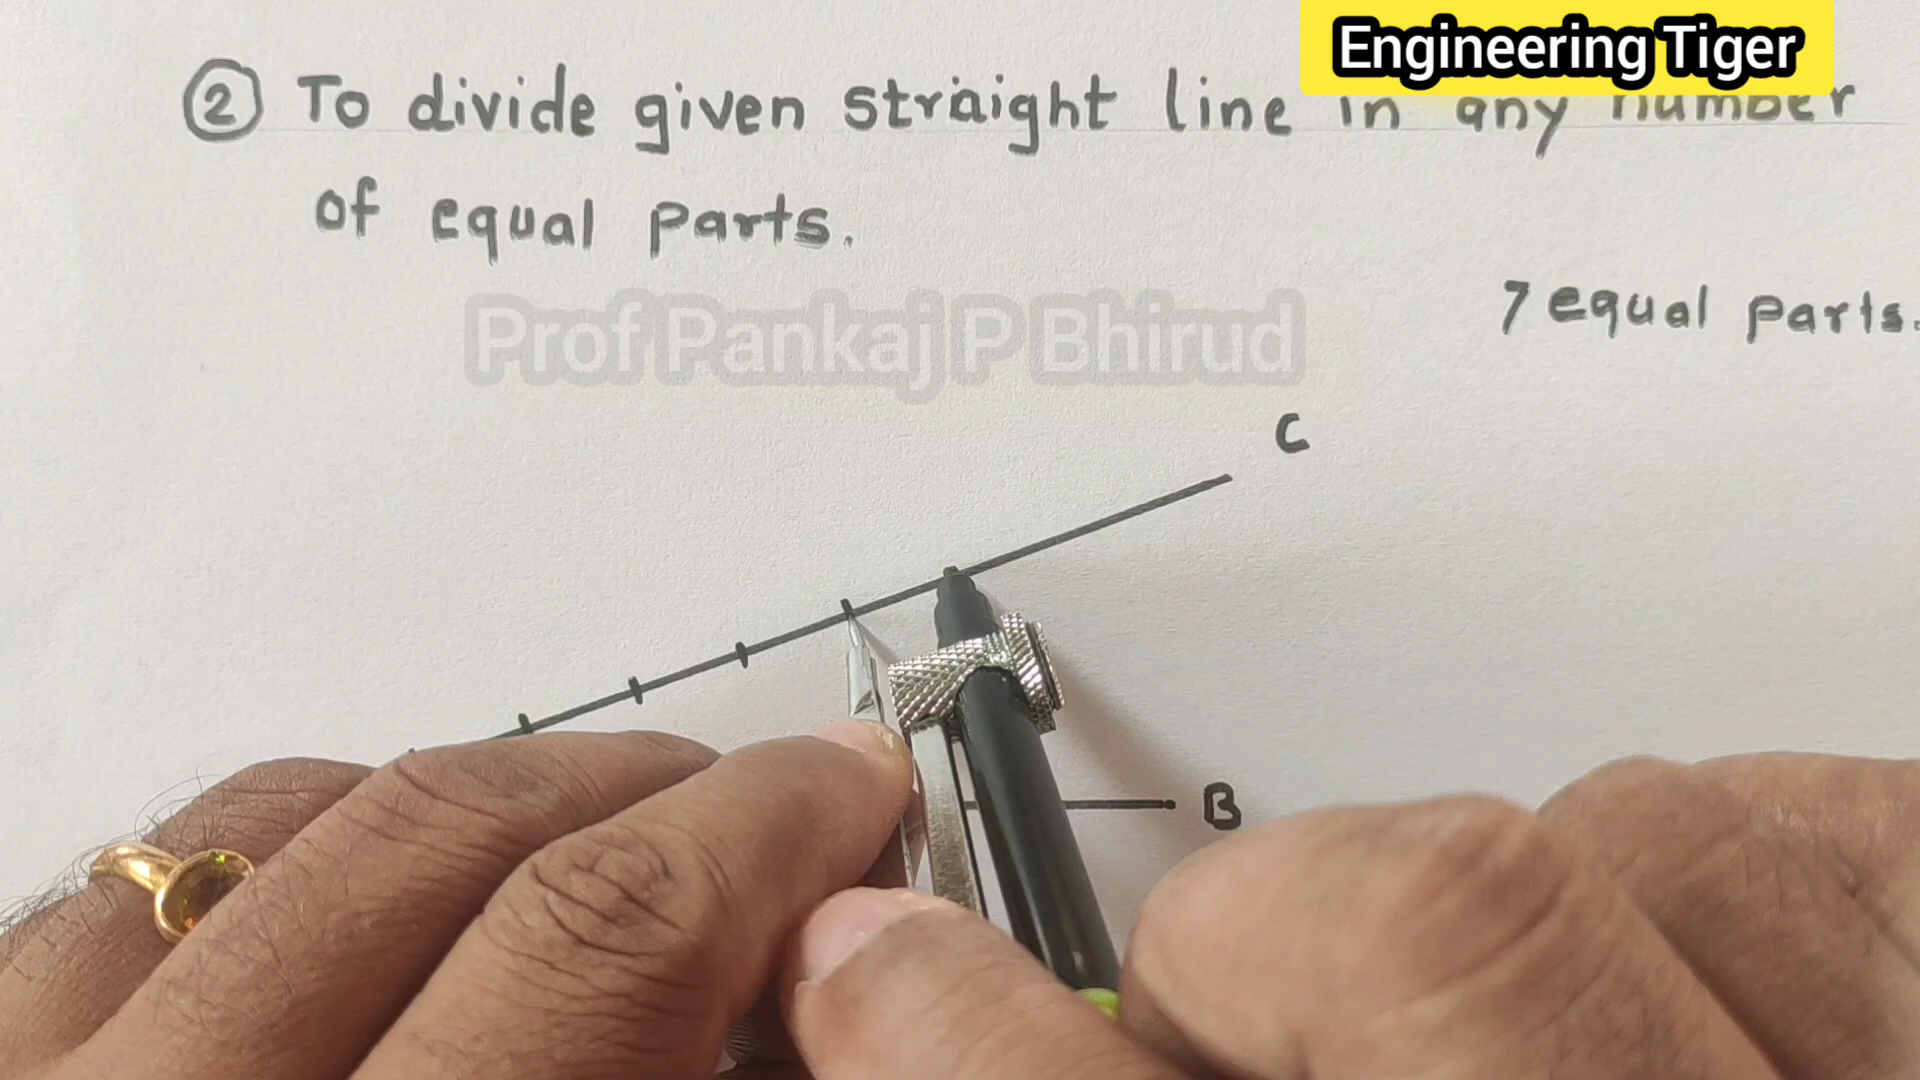 Engineering Tiger
② To divide given straight line in any number
of equal parts.
Prof Pankaj P Bhirud
7 equal parts.
C
B